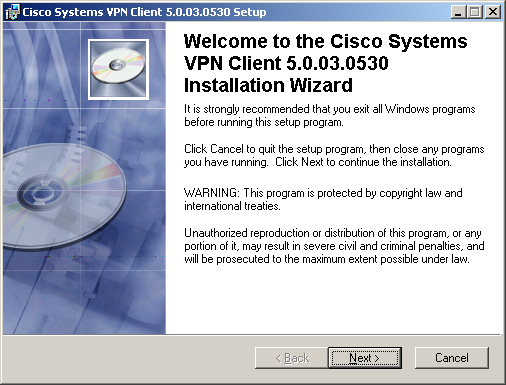 Cisco Systems VPN Client 5.0.03.0530 Setup
Welcome to the Cisco Systems
VPN Client 5.0.03.0530
Installation Wizard
It is strongly recommended that you exit all Windows programs
before running this setup program.
Click Cancel to quit the setup program, then close any programs
you have running. Click Next to continue the installation.
WARNING: This program is protected by copyright law and
international treaties.
Unauthorized reproduction or distribution of this program, or any
portion of it, may result in severe civil and criminal penalties, and
will be prosecuted to the maximum extent possible under law.
< Back
Next >
Cancel